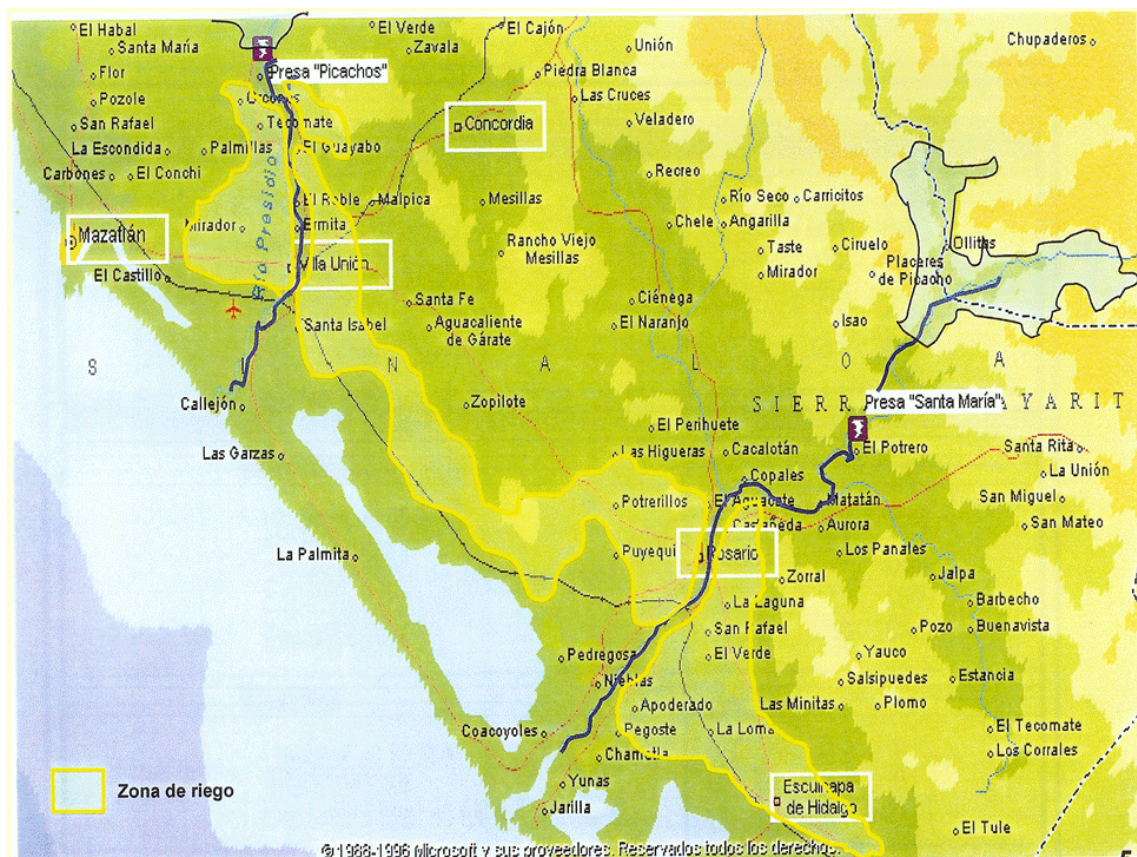 El Habal
El Verde
El Cajón
Santa María
Zavala
Unión
Chupaderos
Flor
Presa "Picachos"
Piedra Blanca
Pozole
Las Cruces
San Rafael
Tecomate
Concordia
Veladero
La Escondida
Palmillas
El Guayabo
Carbones
El Conchi
Recreo
El Roble
Malpica
Mesillas
Río Seco
Carricitos
Río Presidio
Mazatlán
Mirador
Ermita
Chele
Angarilla
Rancho Viejo
Mesillas
Taste
Ciruelo
Ollitas
El Castillo
Villa Unión
Mirador
Placeres
de Picacho
Santa Fe
Ciénega
Santa Isabel
Aguacaliente
de Gárate
El Naranjo
Isao
S I N A L O A
Callejón
Zopilote
SIERR
Presa "Santa María"
AYARIT
El Perihuete
Las Garzas
Las Higueras
Cacalotán
El Potrero
Santa Rita
Copales
La Unión
Potrerillos
El Aguacate
Matatán
San Miguel
Castañeda
Aurora
San Mateo
La Palmita
Puyequi
Rosario
Los Panales
Zorral
Jalpa
La Laguna
Barbecho
San Rafael
Pozo
Buenavista
Pedregosa
El Verde
Yauco
Nieblas
Salsipuedes
Estancia
Apoderado
Las Minitas
Plomo
Coacoyoles
Pegoste
La Loma
El Tecomate
Chametla
Los Corrales
Zona de riego
Yunas
Escuinapa
de Hidalgo
Jarilla
El Tule
© 1988-1996 Microsoft y sus proveedores. Reservados todos los derechos.